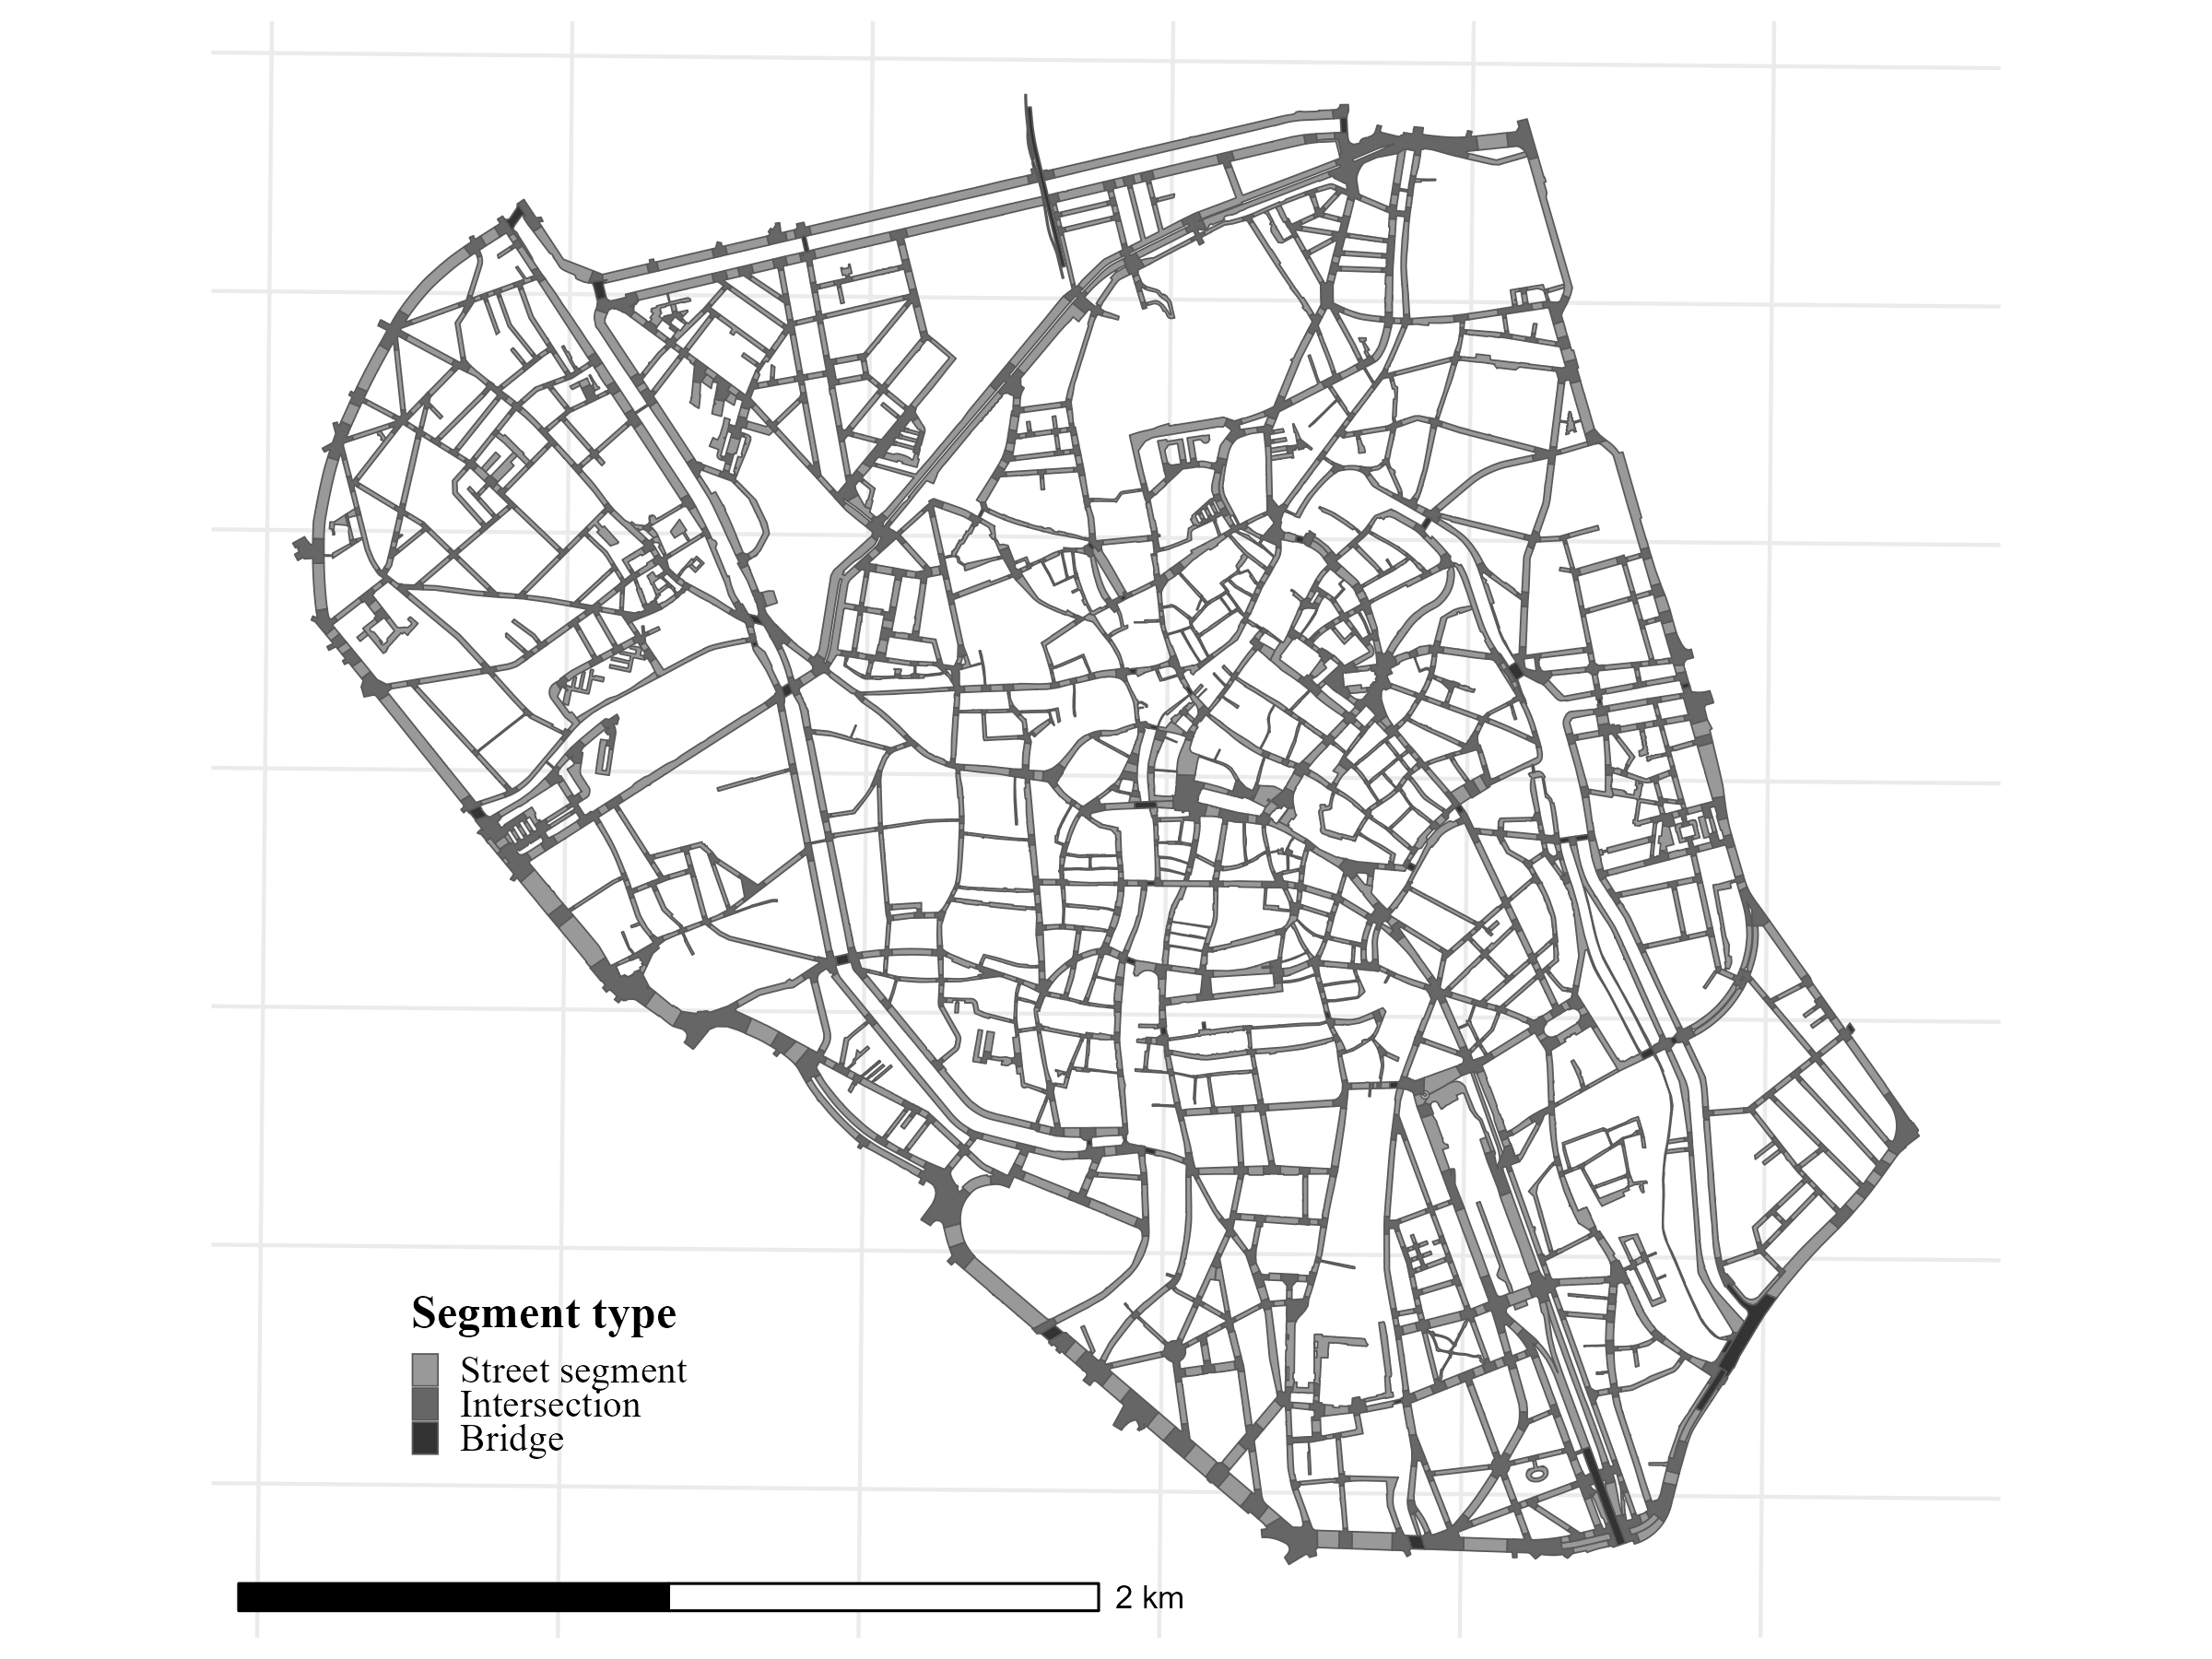 Segment type
Street segment
Intersection
Bridge
2 km